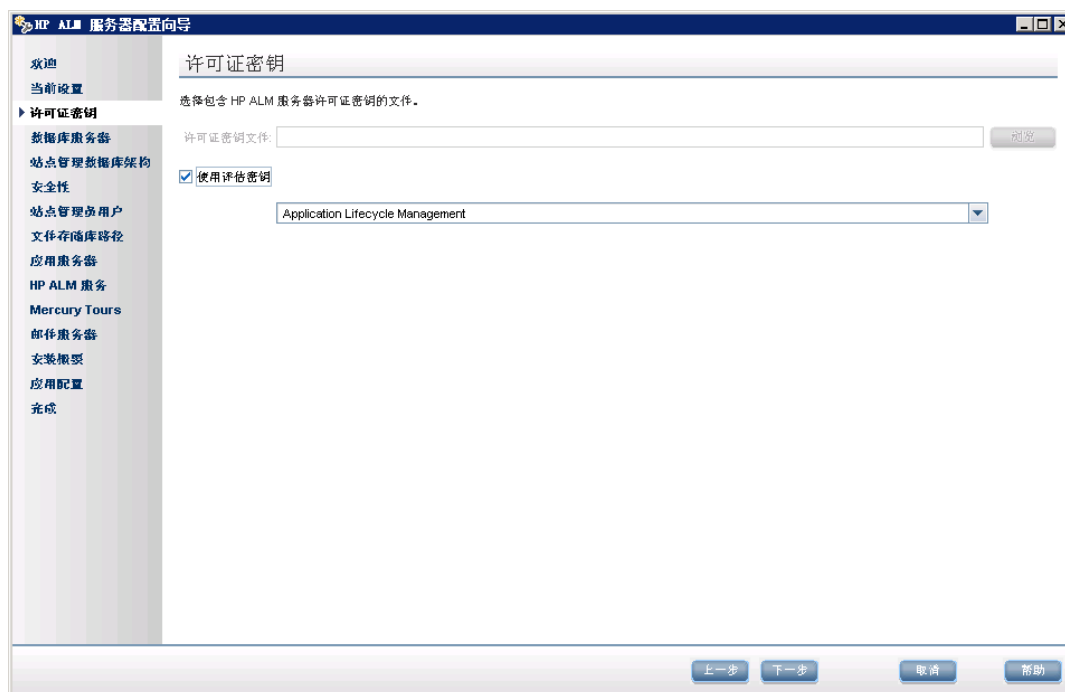 HP ALM 服务器配置向导
欢迎
当前设置
许可证密钥
数据库服务器
站点管理数据库架构
安全性
站点管理员用户
文件存储库路径
应用服务器
HP ALM 服务
Mercury Tours
邮件服务器
安装概要
应用配置
完成
许可证密钥
选择包含 HP ALM 服务器许可证密钥的文件。
许可证密钥文件:
浏览
使用评估密钥
Application Lifecycle Management
上一步
下一步
取消
帮助